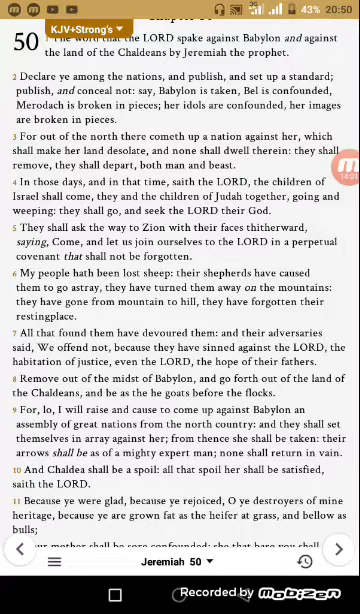 43% 20:50
KJV+Strong's
50 1 The word that the LORD spake against Babylon and against
the land of the Chaldeans by Jeremiah the prophet.
2 Declare ye among the nations, and publish, and set up a standard;
publish, and conceal not: say, Babylon is taken, Bel is confounded,
Merodach is broken in pieces; her idols are confounded, her images
are broken in pieces.
3 For out of the north there cometh up a nation against her, which
shall make her land desolate, and none shall dwell therein: they shall
remove, they shall depart, both man and beast.
4 In those days, and in that time, saith the LORD, the children of
Israel shall come, they and the children of Judah together, going and
weeping: they shall go, and seek the LORD their God.
14:01
5 They shall ask the way to Zion with their faces thitherward,
saying, Come, and let us join ourselves to the LORD in a perpetual
covenant that shall not be forgotten.
6 My people hath been lost sheep: their shepherds have caused
them to go astray, they have turned them away on the mountains:
they have gone from mountain to hill, they have forgotten their
restingplace.
7 All that found them have devoured them: and their adversaries
said, We offend not, because they have sinned against the LORD, the
habitation of justice, even the LORD, the hope of their fathers.
8 Remove out of the midst of Babylon, and go forth out of the land of
the Chaldeans, and be as the he goats before the flocks.
9 For, lo, I will raise and cause to come up against Babylon an
assembly of great nations from the north country: and they shall set
themselves in array against her; from thence she shall be taken: their
arrows shall be as of a mighty expert man; none shall return in vain.
10 And Chaldea shall be a spoil: all that spoil her shall be satisfied,
saith the LORD.
11 Because ye were glad, because ye rejoiced, O ye destroyers of mine
heritage, because ye are grown fat as the heifer at grass, and bellow as
bulls;
mother shall be sore confounded; she that bare you shall
Jeremiah 50
Recorded by mobizen